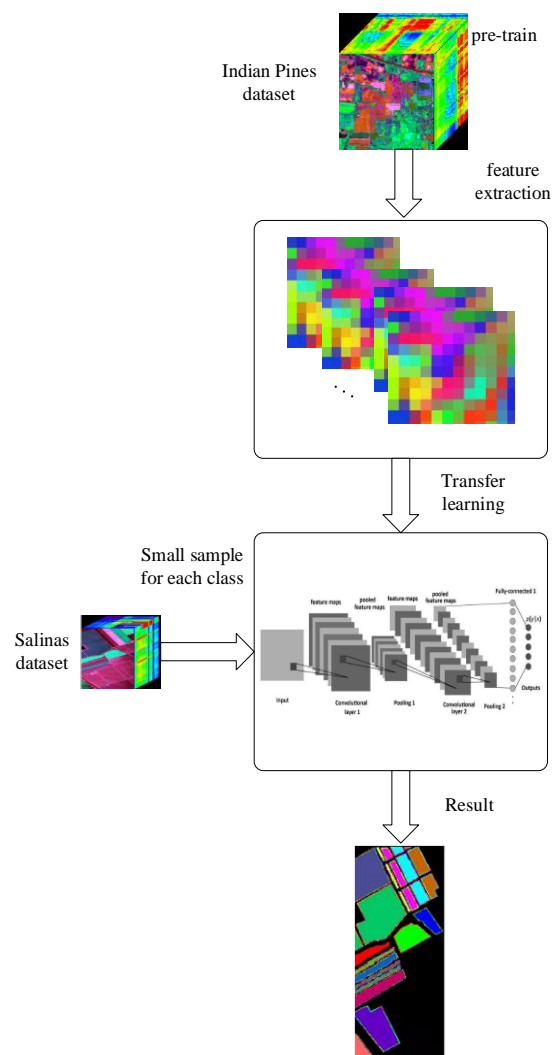 pre-train
Indian Pines
dataset
feature
extraction
. . .
Transfer
learning
Small sample
for each class
Salinas
dataset
feature maps
pooled
feature maps
feature maps
pooled
feature maps
Fully-connected 1
Input
Convolutional
layer 1
Pooling 1
Convolutional
layer 2
Pooling 2
Outputs
Result